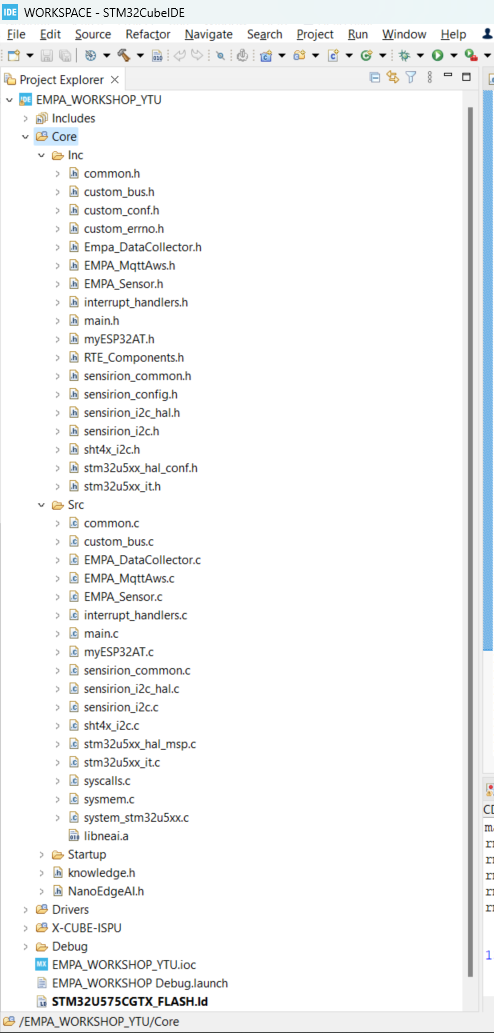 IDE WORKSPACE - STM32CubeIDE
File Edit Source Refactor Navigate Search Project Run Window Help
Project Explorer
IDE EMPA_WORKSHOP_YTU
Includes
Core
Inc
common.h
custom_bus.h
custom_conf.h
custom_errno.h
Empa_DataCollector.h
EMPA_MqttAws.h
EMPA_Sensor.h
interrupt_handlers.h
main.h
myESP32AT.h
RTE_Components.h
sensirion_common.h
sensirion_config.h
sensirion_i2c_hal.h
sensirion_i2c.h
sht4x_i2c.h
stm32u5xx_hal_conf.h
stm32u5xx_it.h
Src
common.c
custom_bus.c
EMPA_DataCollector.c
EMPA_MqttAws.c
EMPA_Sensor.c
interrupt_handlers.c
main.c
myESP32AT.c
sensirion_common.c
sensirion_i2c_hal.c
sensirion_i2c.c
sht4x_i2c.c
stm32u5xx_hal_msp.c
stm32u5xx_it.c
syscalls.c
sysmem.c
system_stm32u5xx.c
libneai.a
Startup
knowledge.h
NanoEdgeAI.h
Drivers
X-CUBE-ISPU
Debug
MX EMPA_WORKSHOP_YTU.ioc
EMPA_WORKSHOP Debug.launch
STM32U575CGTX_FLASH.ld
/EMPA_WORKSHOP_YTU/Core